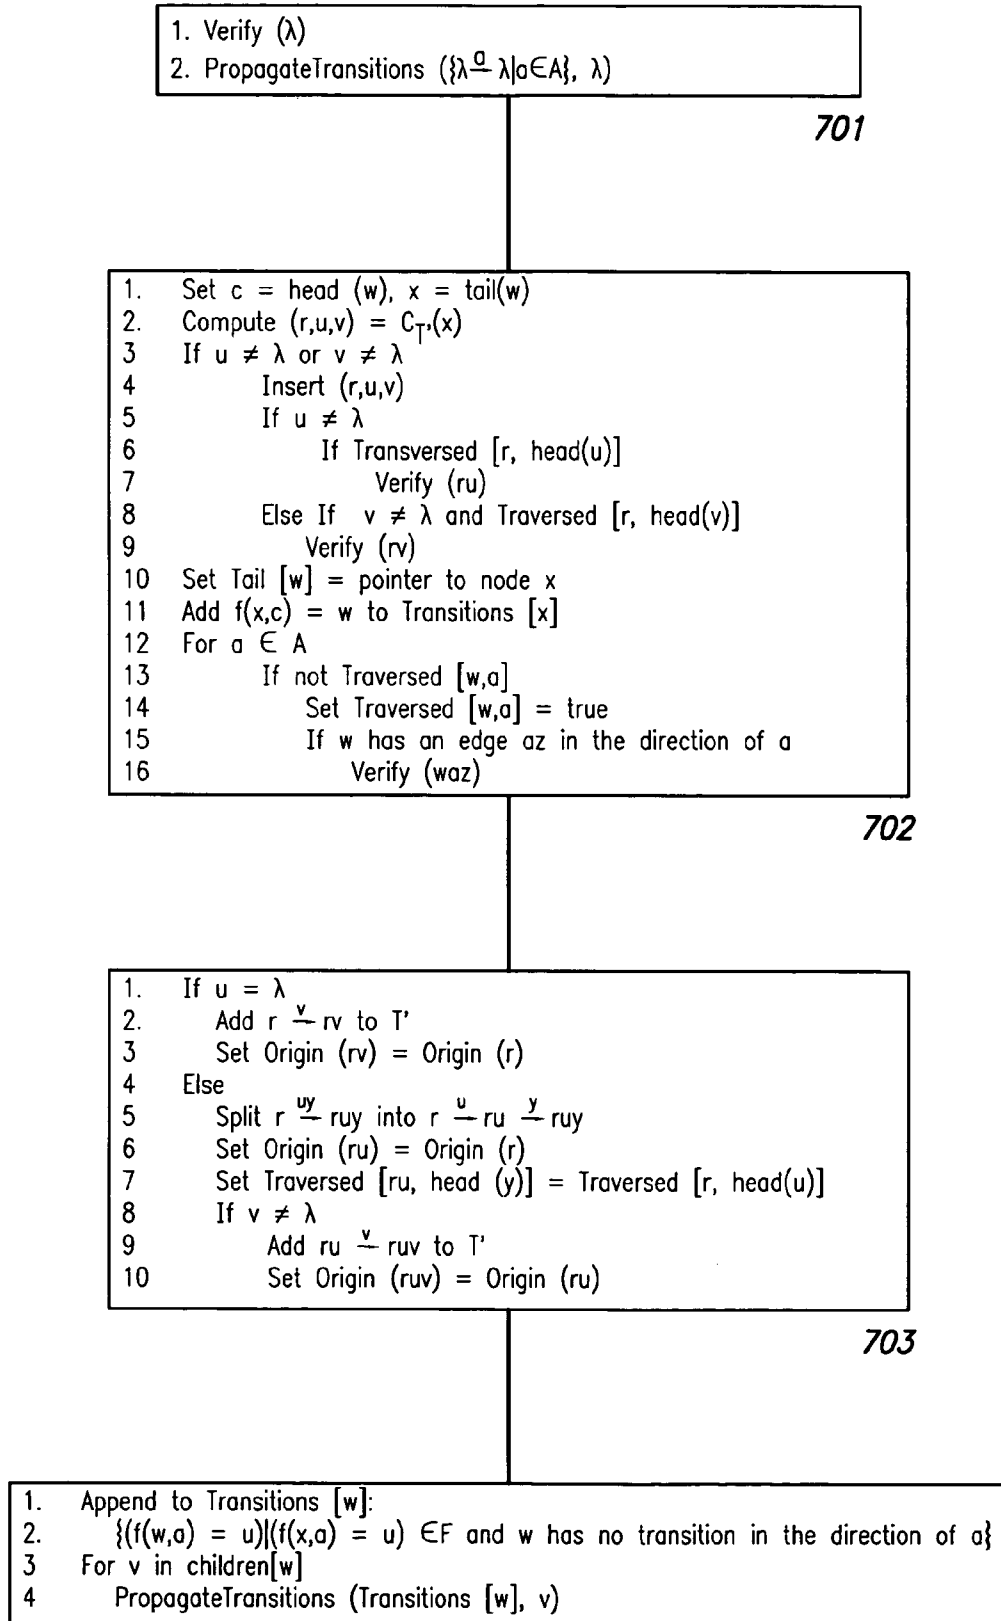 1. Verify (λ)
2. PropagateTransitions ({λ a λ|a∈A}, λ)
701
1. Set c = head (w), x = tail(w)
2. Compute (r,u,v) = C_T'(x)
3 If u ≠ λ or v ≠ λ
4 Insert (r,u,v)
5 If u ≠ λ
6 If Transversed [r, head(u)]
7 Verify (ru)
8 Else If v ≠ λ and Traversed [r, head(v)]
9 Verify (rv)
10 Set Tail [w] = pointer to node x
11 Add f(x,c) = w to Transitions [x]
12 For a ∈ A
13 If not Traversed [w,a]
14 Set Traversed [w,a] = true
15 If w has an edge az in the direction of a
16 Verify (waz)
702
1. If u = λ
2. Add r v rv to T'
3 Set Origin (rv) = Origin (r)
4 Else
5 Split r uy ruy into r u ru y ruy
6 Set Origin (ru) = Origin (r)
7 Set Traversed [ru, head (y)] = Traversed [r, head(u)]
8 If v ≠ λ
9 Add ru v ruv to T'
10 Set Origin (ruv) = Origin (ru)
703
1. Append to Transitions [w]:
2. {(f(w,a) = u)|(f(x,a) = u) ∈F and w has no transition in the direction of a}
3 For v in children[w]
4 PropagateTransitions (Transitions [w], v)